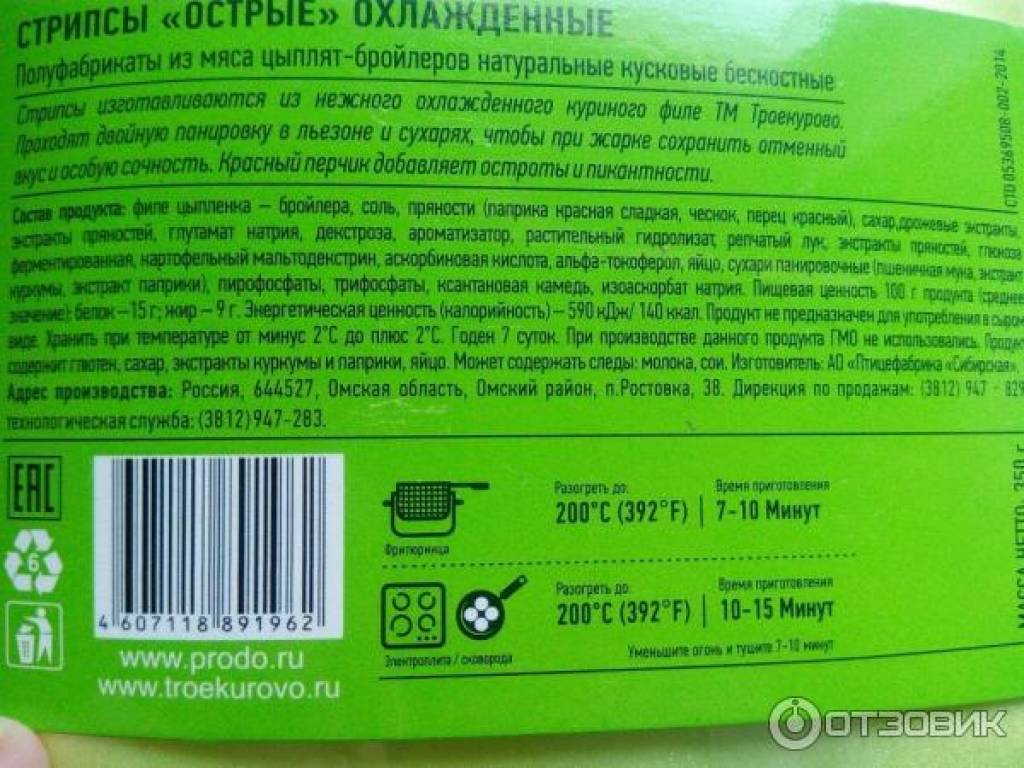 СТРИПСЫ «ОСТРЫЕ» ОХЛАЖДЕННЫЕ
Полуфабрикаты из мяса цыплят-бройлеров натуральные кусковые бескостные
Стрипсы изготавливаются из нежного охлажденного куриного филе ТМ Троекурово.
Проходят двойную панировку в льезоне и сухарях, чтобы при жарке сохранить отменный
вкус и особую сочность. Красный перчик добавляет остроты и пикантности.
СТО 05369508-002-2014
Состав продукта: филе цыпленка – бройлера, соль, пряности (паприка красная сладкая, чеснок, перец красный), сахар,дрожевые экстракты,
экстракты пряностей, глутамат натрия, декстроза, ароматизатор, растительный гидролизат, репчатый лук, экстракты пряностей, глюкоза
ферментированная, картофельный мальтодекстрин, аскорбиновая кислота, альфа-токоферол, яйцо, сухари панировочные (пшеничная мука, экстракт
куркумы, экстракт паприки), пирофосфаты, трифосфаты, ксантановая камедь, изоаскорбат натрия. Пищевая ценность 100 г продукта (среднее
значение): белок –15 г; жир – 9 г. Энергетическая ценность (калорийность) – 590 кДж/ 140 ккал. Продукт не предназначен для употребления в сыром
виде. Хранить при температуре от минус 2°С до плюс 2°С. Годен 7 суток. При производстве данного продукта ГМО не использовались. Продукт
содержит глютен, сахар, экстракты куркумы и паприки, яйцо. Может содержать следы: молока, сои. Изготовитель: АО «Птицефабрика «Сибирская»,
Адрес производства: Россия, 644527, Омская область, Омский район, п.Ростовка, 38. Дирекция по продажам: (3812) 947 - 829
технологическая служба: (3812) 947-283.
EAC
6
4 607118 891962
www.prodo.ru
www.troekurovo.ru
Фритюрница
Разогреть до:
200°C (392°F)
Время приготовления
7-10 Минут
Электроплита / сковорода
Разогреть до:
200°C (392°F)
Время приготовления
10-15 Минут
Уменьшите огонь и тушите 7-10 минут
МАССА НЕТТО: 350 г
ОТЗОВИК